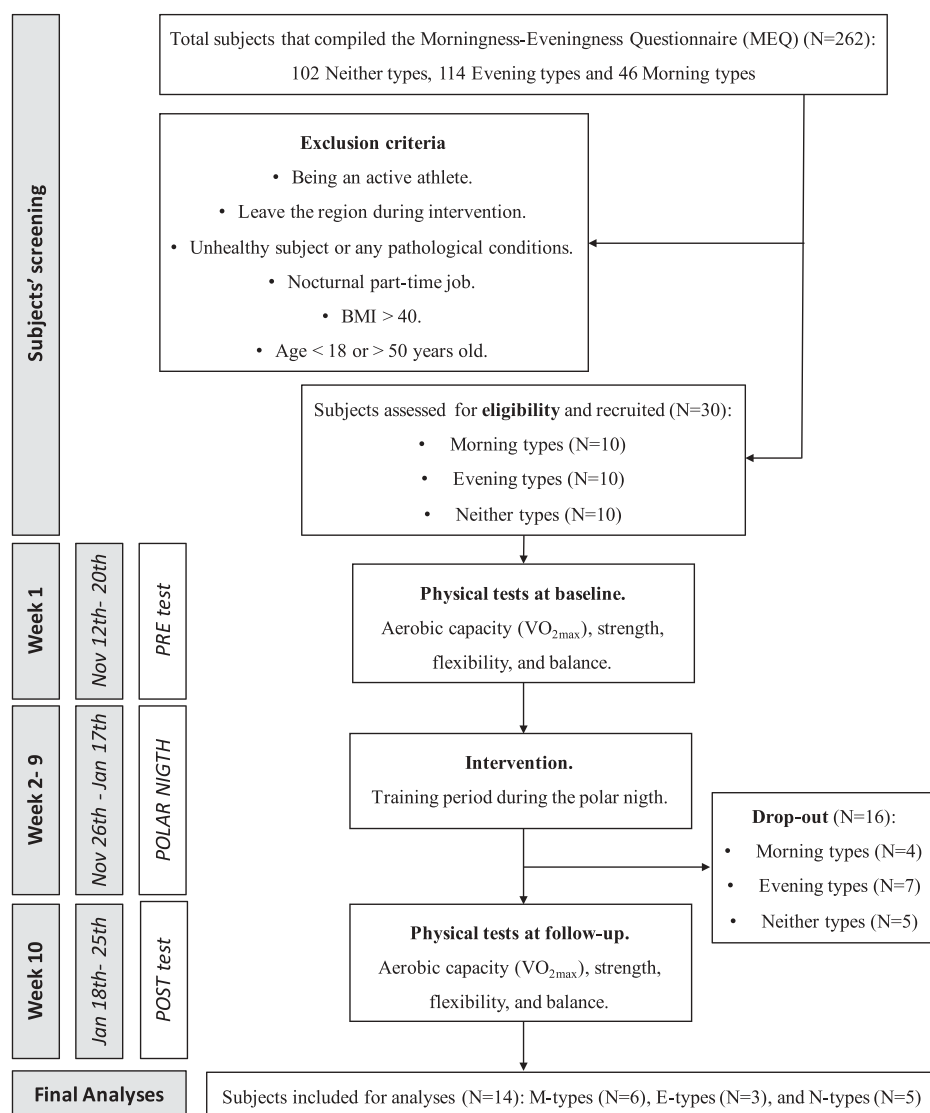 Total subjects that compiled the Morningness-Eveningness Questionnaire (MEQ) (N=262):
102 Neither types, 114 Evening types and 46 Morning types
Subjects' screening
Exclusion criteria
• Being an active athlete.
• Leave the region during intervention.
• Unhealthy subject or any pathological conditions.
• Nocturnal part-time job.
• BMI > 40.
• Age < 18 or > 50 years old.
Subjects assessed for eligibility and recruited (N=30):
• Morning types (N=10)
• Evening types (N=10)
• Neither types (N=10)
Week 1
Nov 12th- 20th
PRE test
Physical tests at baseline.
Aerobic capacity (VO2max), strength,
flexibility, and balance.
Week 2- 9
Nov 26th - Jan 17th
POLAR NIGTH
Intervention.
Training period during the polar nigth.
Drop-out (N=16):
• Morning types (N=4)
• Evening types (N=7)
• Neither types (N=5)
Week 10
Jan 18th- 25th
POST test
Physical tests at follow-up.
Aerobic capacity (VO2max), strength,
flexibility, and balance.
Final Analyses
Subjects included for analyses (N=14): M-types (N=6), E-types (N=3), and N-types (N=5)